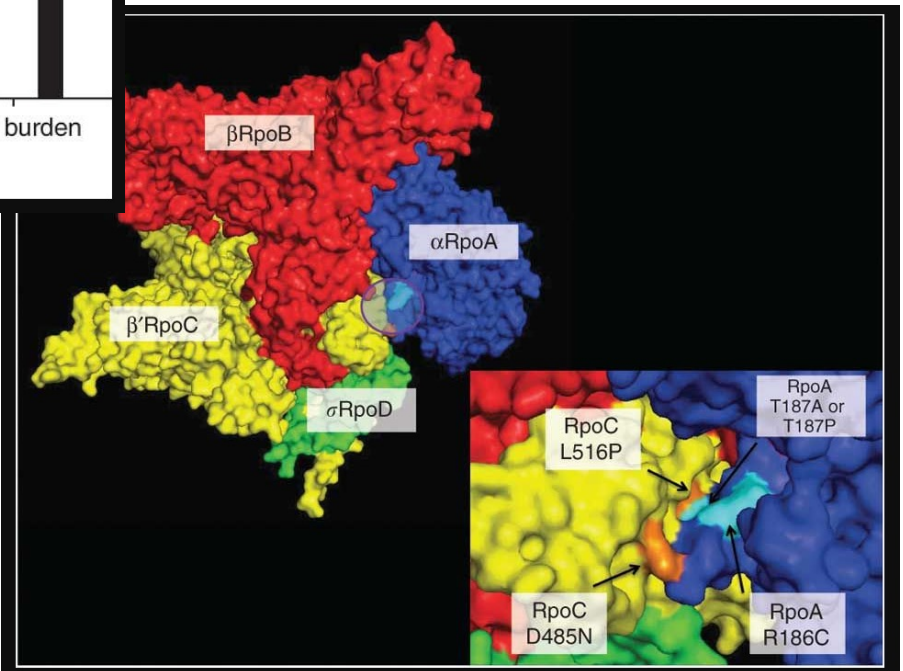 burden
βRpoB
αRpoA
β′RpoC
σRpoD
RpoA
T187A or
T187P
RpoC
L516P
RpoC
D485N
RpoA
R186C